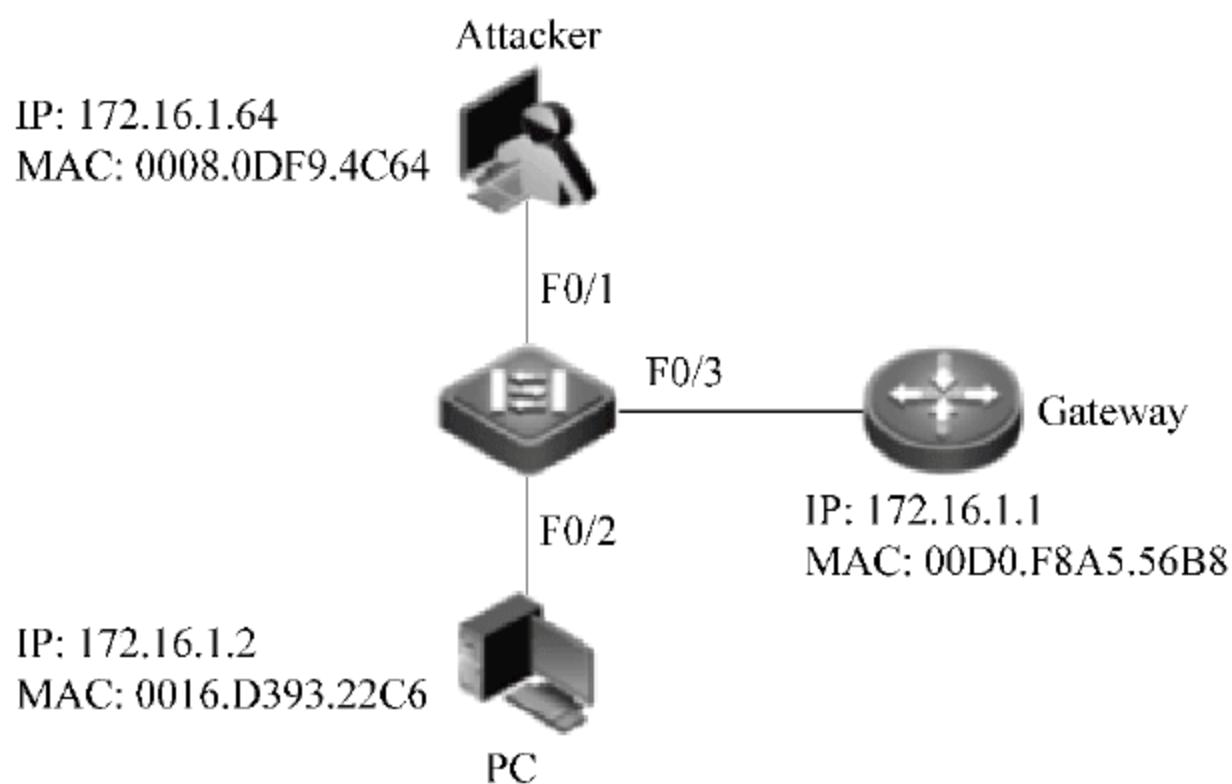 Attacker
IP: 172.16.1.64
MAC: 0008.0DF9.4C64
F0/1
F0/3
Gateway
IP: 172.16.1.1
MAC: 00D0.F8A5.56B8
F0/2
IP: 172.16.1.2
MAC: 0016.D393.22C6
PC